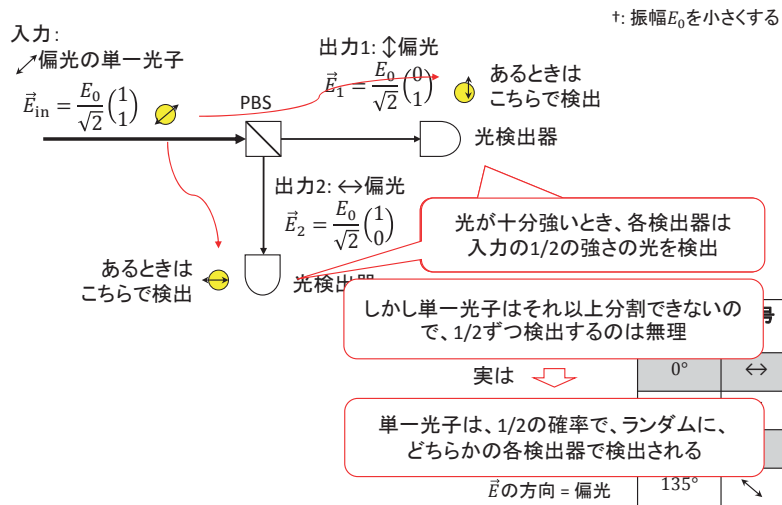 †: 振幅E₀を小さくする
入力:
⤢偏光の単一光子
E⃗in = E₀/√2 (1 1)
PBS
出力1: ↕偏光
E⃗₁ = E₀/√2 (0 1)
あるときは
こちらで検出
光検出器
出力2: ↔偏光
E⃗₂ = E₀/√2 (1 0)
あるときは
こちらで検出
光検出
光が十分強いとき、各検出器は
入力の1/2の強さの光を検出
しかし単一光子はそれ以上分割できないの
で、1/2ずつ検出するのは無理
号
0° ↔
実は
単一光子は、1/2の確率で、ランダムに、
どちらかの各検出器で検出される
E⃗の方向 = 偏光
135° ⤡